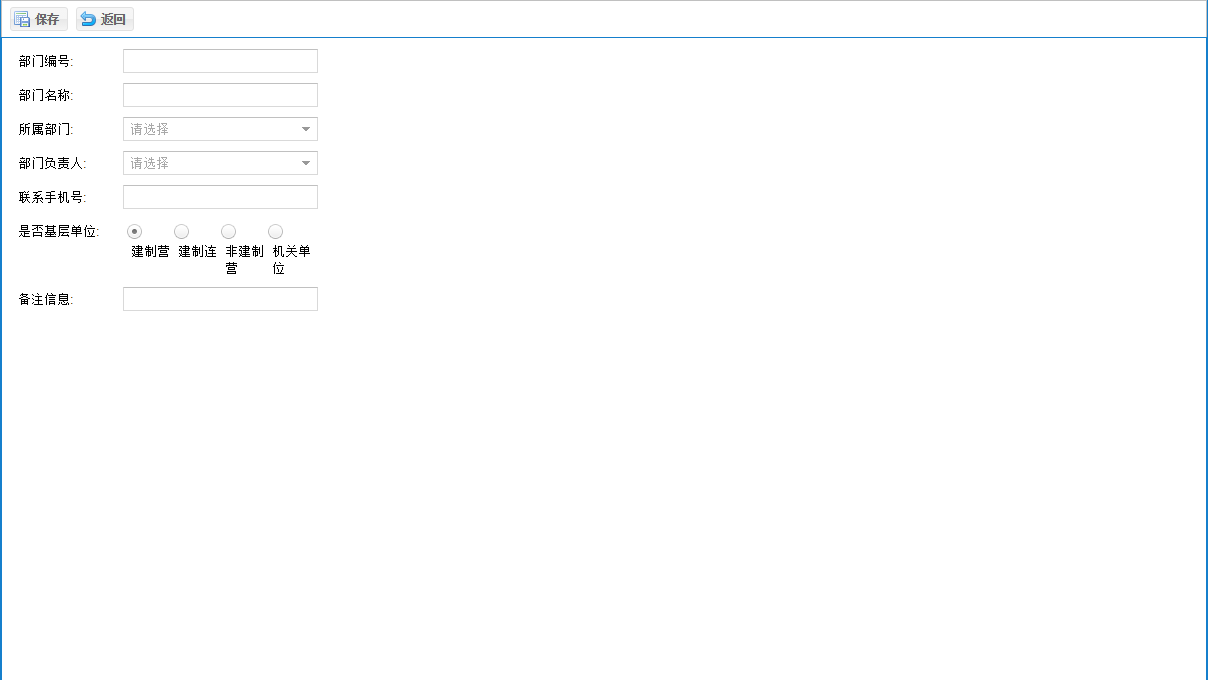 保存 返回
部门编号:
部门名称:
所属部门: 请选择
部门负责人: 请选择
联系手机号:
是否基层单位:
建制营 建制连 非建制营 机关单位
备注信息: